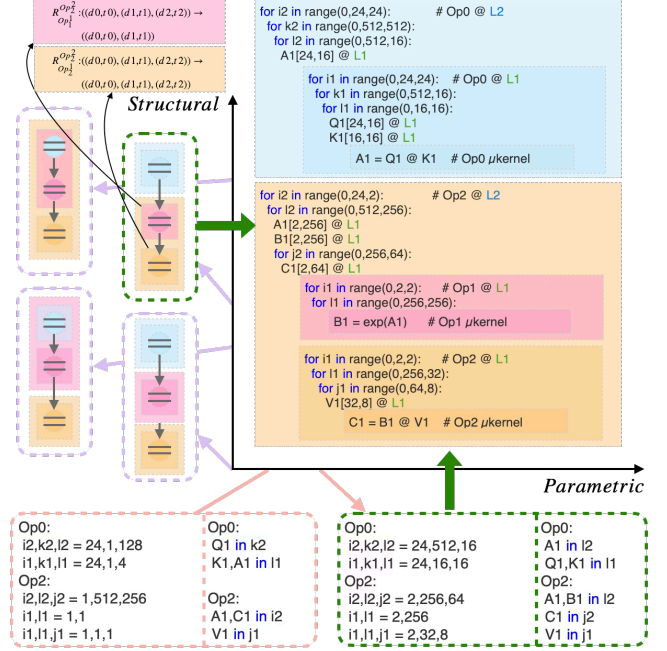 R^{Op_2^2}_{Op_1^1} :((d0,t0),(d1,t1),(d2,t2)) →
((d0,t0),(d1,t1))
R^{Op_2^2}_{Op_2^1} :((d0,t0),(d1,t1),(d2,t2)) →
((d0,t0),(d1,t1),(d2,t2))
Structural
for i2 in range(0,24,24): # Op0 @ L2
for k2 in range(0,512,512):
for l2 in range(0,512,16):
A1[24,16] @ L1
for i1 in range(0,24,24): # Op0 @ L1
for k1 in range(0,512,16):
for l1 in range(0,16,16):
Q1[24,16] @ L1
K1[16,16] @ L1
A1 = Q1 @ K1 # Op0 µkernel
for i2 in range(0,24,2): # Op2 @ L2
for l2 in range(0,512,256):
A1[2,256] @ L1
B1[2,256] @ L1
for j2 in range(0,256,64):
C1[2,64] @ L1
for i1 in range(0,2,2): # Op1 @ L1
for l1 in range(0,256,256):
B1 = exp(A1) # Op1 µkernel
for i1 in range(0,2,2): # Op2 @ L1
for l1 in range(0,256,32):
for j1 in range(0,64,8):
V1[32,8] @ L1
C1 = B1 @ V1 # Op2 µkernel
Parametric
Op0:
i2,k2,l2 = 24,1,128
i1,k1,l1 = 24,1,4
Op2:
i2,l2,j2 = 1,512,256
i1,l1 = 1,1
i1,l1,j1 = 1,1,1
Op0:
Q1 in k2
K1,A1 in l1
Op2:
A1,C1 in i2
V1 in j1
Op0:
i2,k2,l2 = 24,512,16
i1,k1,l1 = 24,16,16
Op2:
i2,l2,j2 = 2,256,64
i1,l1 = 2,256
i1,l1,j1 = 2,32,8
Op0:
A1 in l2
Q1,K1 in l1
Op2:
A1,B1 in l2
C1 in j2
V1 in j1